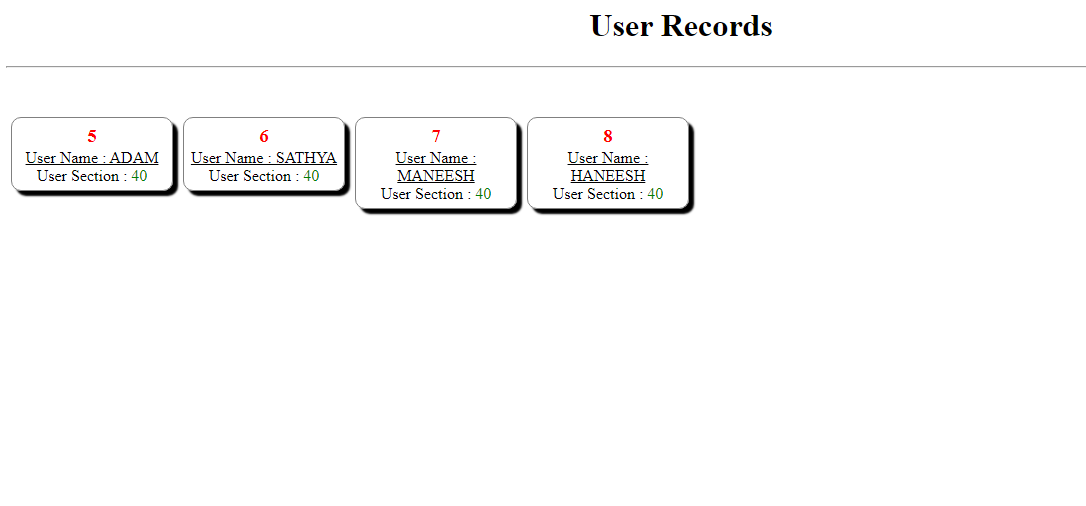 User Records
5
User Name : ADAM
User Section : 40
6
User Name : SATHYA
User Section : 40
7
User Name :
MANEESH
User Section : 40
8
User Name :
HANEESH
User Section : 40